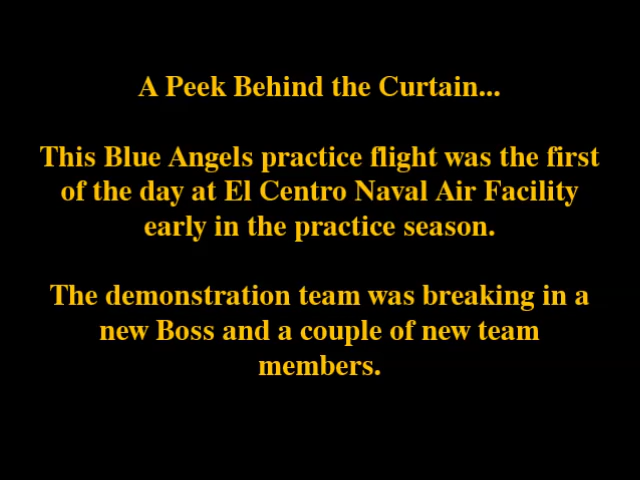 A Peek Behind the Curtain...
This Blue Angels practice flight was the first
of the day at El Centro Naval Air Facility
early in the practice season.
The demonstration team was breaking in a
new Boss and a couple of new team
members.